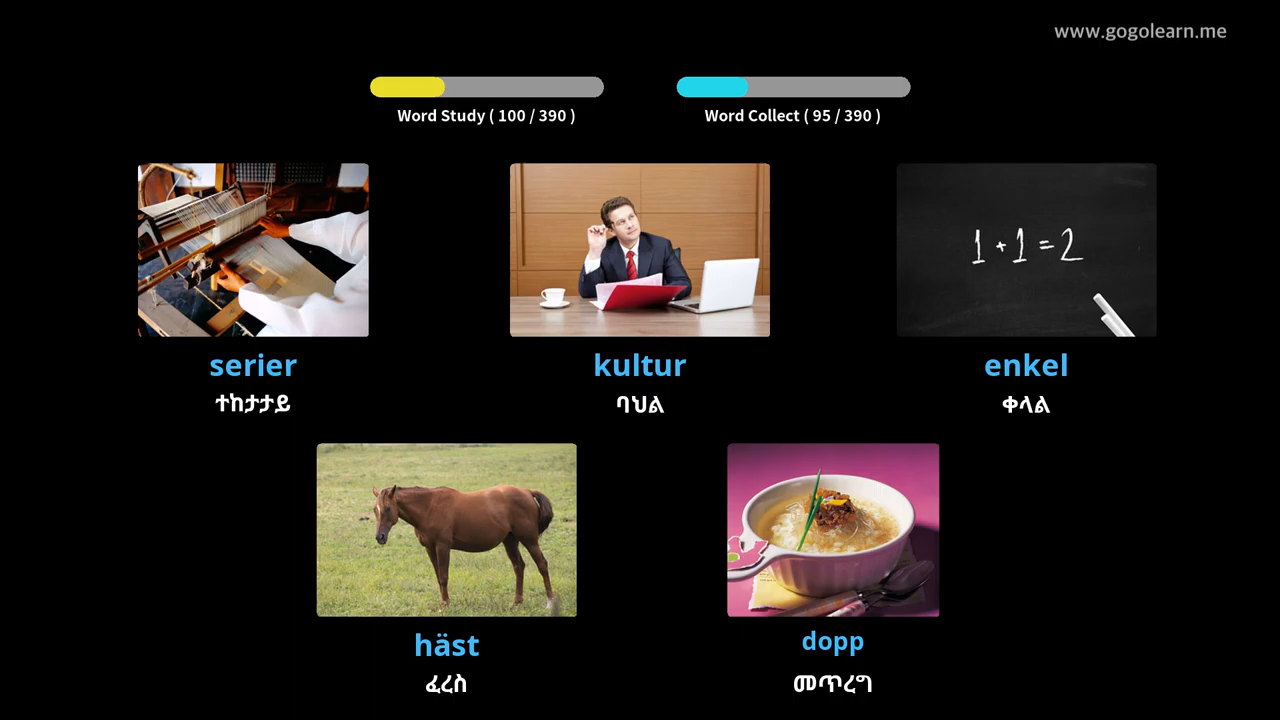 www.gogolearn.me
Word Study ( 100 / 390 )
Word Collect ( 95 / 390 )
serier
ተከታታይ
kultur
ባህል
enkel
ቀላል
1 + 1 = 2
häst
ፈረስ
dopp
መጥረግ